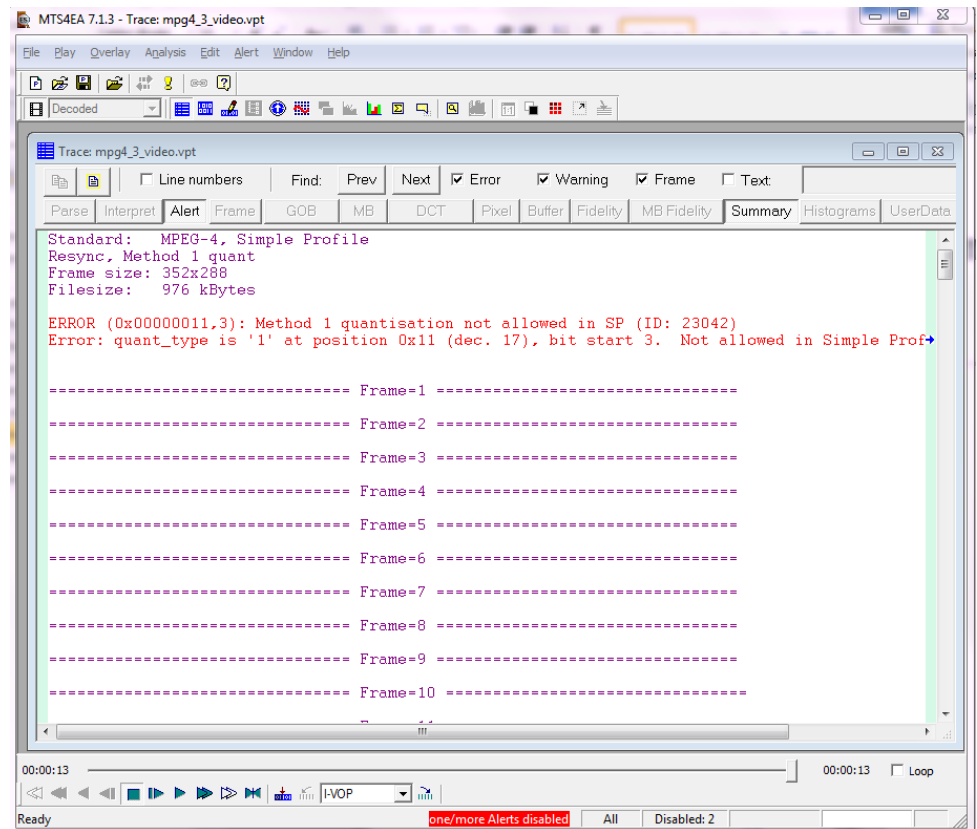 MTS4EA 7.1.3 - Trace: mpg4_3_video.vpt
File Play Overlay Analysis Edit Alert Window Help
Decoded
Trace: mpg4_3_video.vpt
Line numbers Find: Prev Next Error Warning Frame Text:
Parse Interpret Alert Frame GOB MB DCT Pixel Buffer Fidelity MB Fidelity Summary Histograms UserData
Standard: MPEG-4, Simple Profile
Resync, Method 1 quant
Frame size: 352x288
Filesize: 976 kBytes
ERROR (0x00000011,3): Method 1 quantisation not allowed in SP (ID: 23042)
Error: quant_type is '1' at position 0x11 (dec. 17), bit start 3. Not allowed in Simple Prof
================================ Frame=1 ================================
================================ Frame=2 ================================
================================ Frame=3 ================================
================================ Frame=4 ================================
================================ Frame=5 ================================
================================ Frame=6 ================================
================================ Frame=7 ================================
================================ Frame=8 ================================
================================ Frame=9 ================================
================================ Frame=10 ================================
00:00:13 00:00:13 Loop
I-VOP
Ready one/more Alerts disabled All Disabled: 2